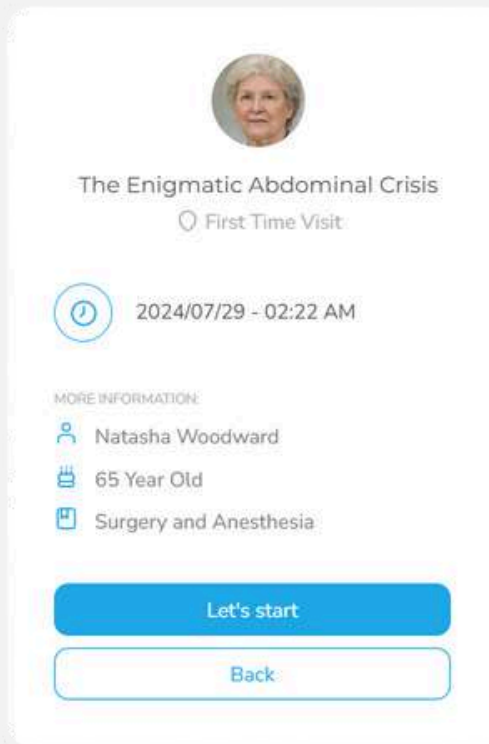 The Enigmatic Abdominal Crisis
First Time Visit
2024/07/29 - 02:22 AM
MORE INFORMATION:
Natasha Woodward
65 Year Old
Surgery and Anesthesia
Let's start
Back